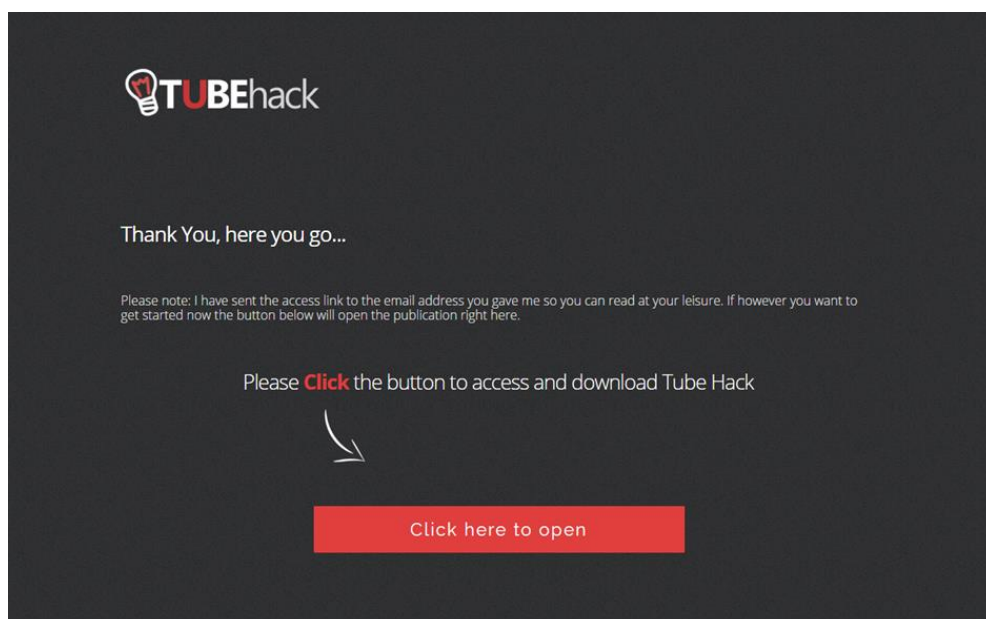 TUBEhack
Thank You, here you go...
Please note: I have sent the access link to the email address you gave me so you can read at your leisure. If however you want to
get started now the button below will open the publication right here.
Please Click the button to access and download Tube Hack
Click here to open